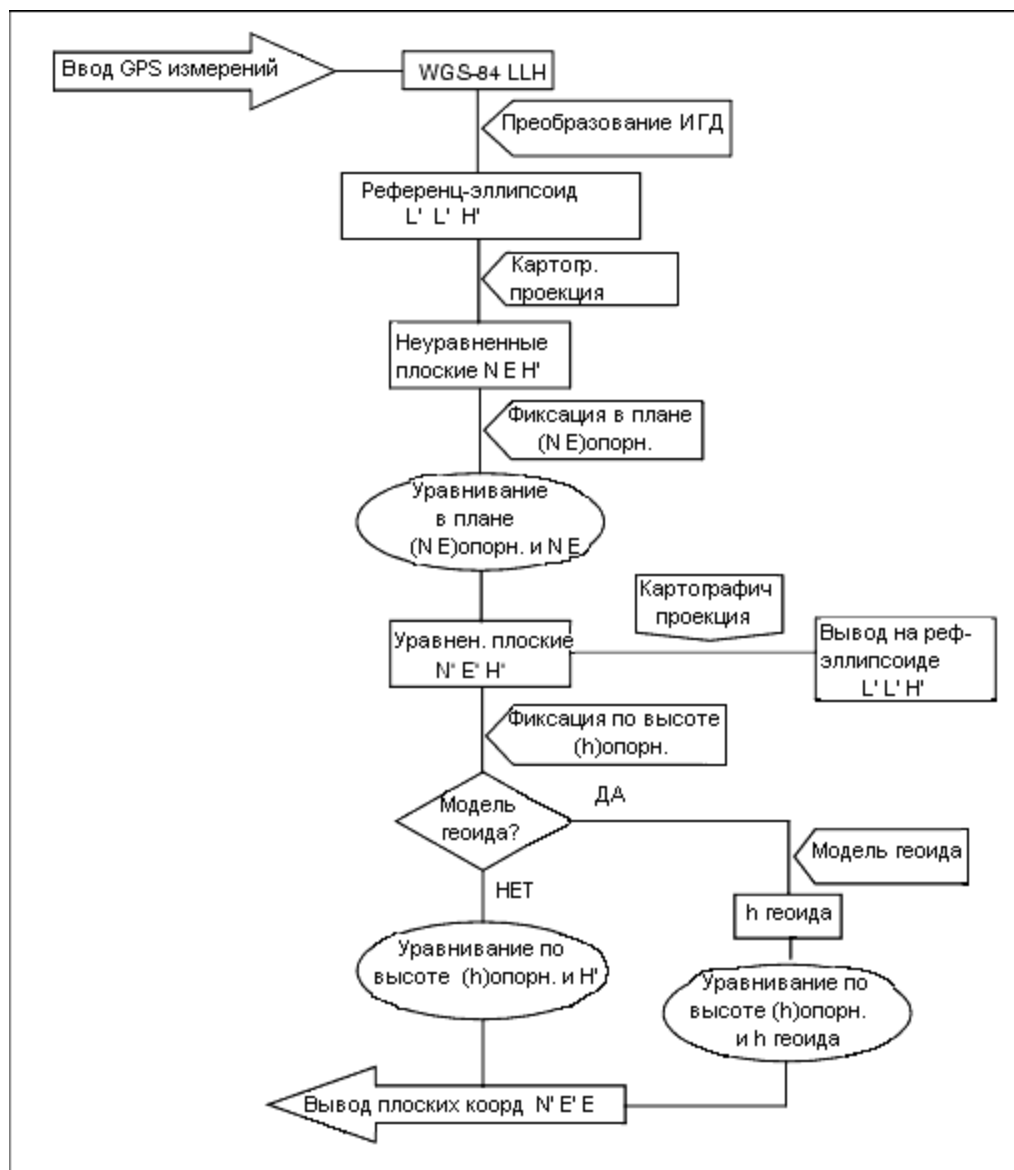 Ввод GPS измерений
WGS-84 LLH
Преобразование ИГД
Референц-эллипсоид
L' L' H'
Картогр.
проекция
Неуравненные
плоские N E H'
Фиксация в плане
(N E)опорн.
Уравнивание
в плане
(N E)опорн. и N E
Картографич
проекция
Уравнен. плоские
N' E' H'
Вывод на реф-
эллипсоиде
L' L' H'
Фиксация по высоте
(h)опорн.
Модель
геоида?
ДА
Модель геоида
НЕТ
h геоида
Уравнивание по
высоте (h)опорн. и H'
Уравнивание по
высоте (h)опорн.
и h геоида
Вывод плоских коорд N' E' E